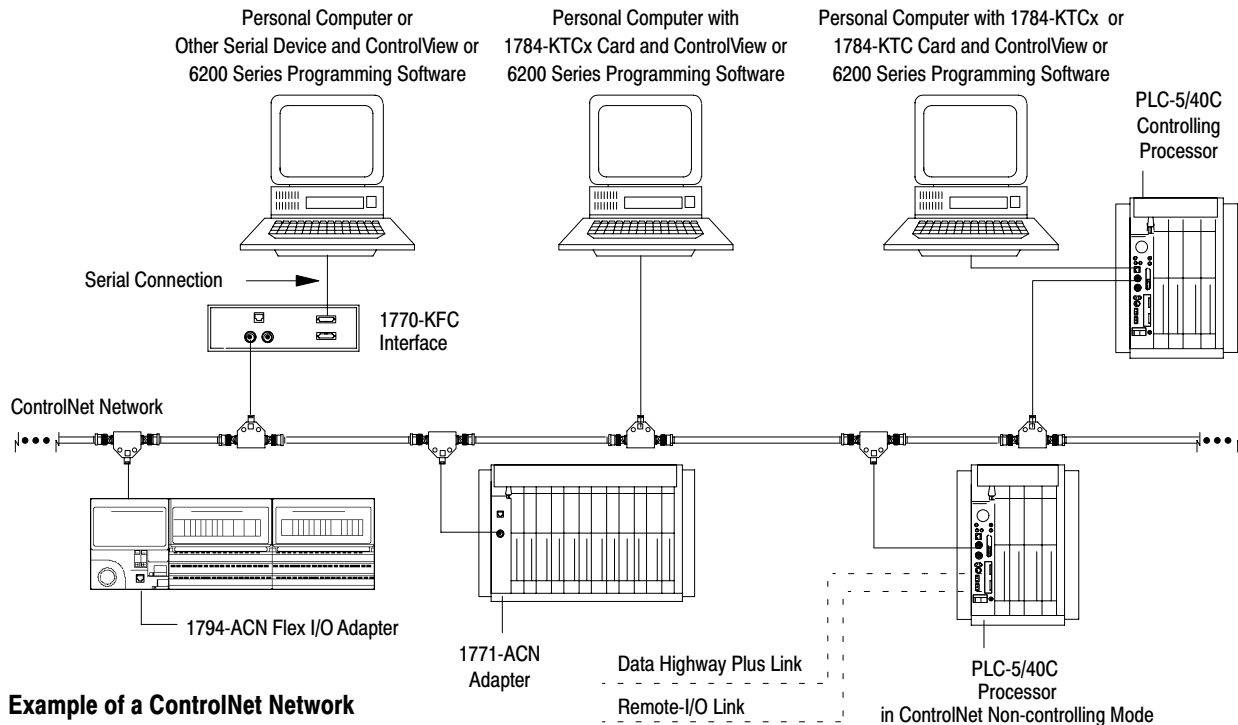 Personal Computer or
Other Serial Device and ControlView or
6200 Series Programming Software
Personal Computer with
1784-KTCx Card and ControlView or
6200 Series Programming Software
Personal Computer with 1784-KTCx or
1784-KTC Card and ControlView or
6200 Series Programming Software
PLC-5/40C
Controlling
Processor
Serial Connection
1770-KFC
Interface
ControlNet Network
1794-ACN Flex I/O Adapter
1771-ACN
Adapter
Data Highway Plus Link
Remote-I/O Link
PLC-5/40C
Processor
in ControlNet Non-controlling Mode
Example of a ControlNet Network